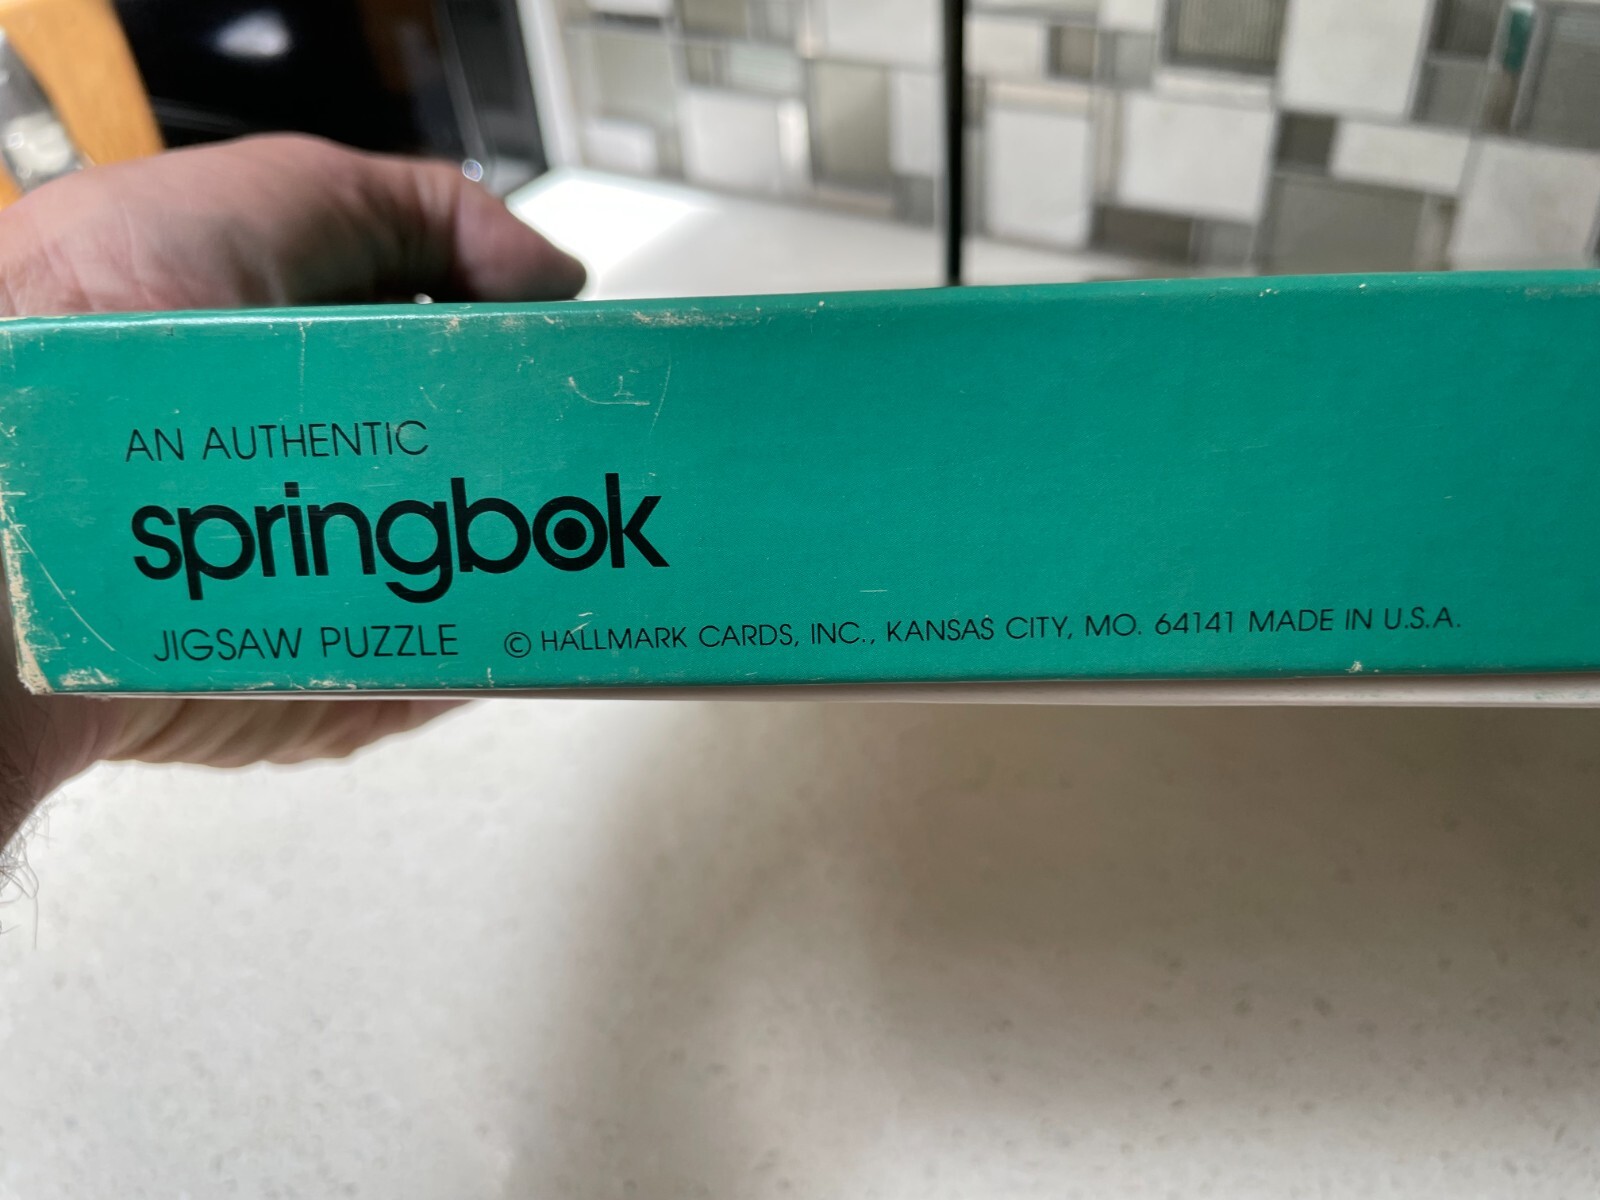 AN AUTHENTIC
springbok
JIGSAW PUZZLE © HALLMARK CARDS, INC., KANSAS CITY, MO. 64141 MADE IN U.S.A.